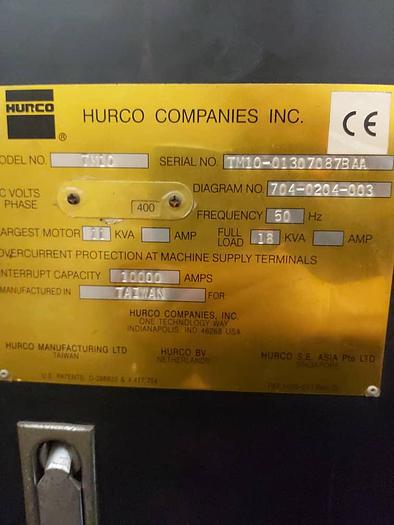 HURCO
®
HURCO COMPANIES INC.
CE
ODEL NO. TM10 SERIAL NO. TM10-01307087BAA
C VOLTS
PHASE 400
DIAGRAM NO. 704-0204-003
FREQUENCY 50 Hz
ARGEST MOTOR 11 KVA AMP FULL LOAD 18 KVA AMP
OVERCURRENT PROTECTION AT MACHINE SUPPLY TERMINALS
INTERRUPT CAPACITY 10000 AMPS
MANUFACTURED IN TAIWAN FOR
HURCO COMPANIES, INC.
ONE TECHNOLOGY WAY
INDIANAPOLIS IND 46268 USA
HURCO MANUFACTURING LTD
TAIWAN
HURCO BV
NETHERLANDS
HURCO S.E. ASIA Pte LTD
SINGAPORE
U.S. PATENTS